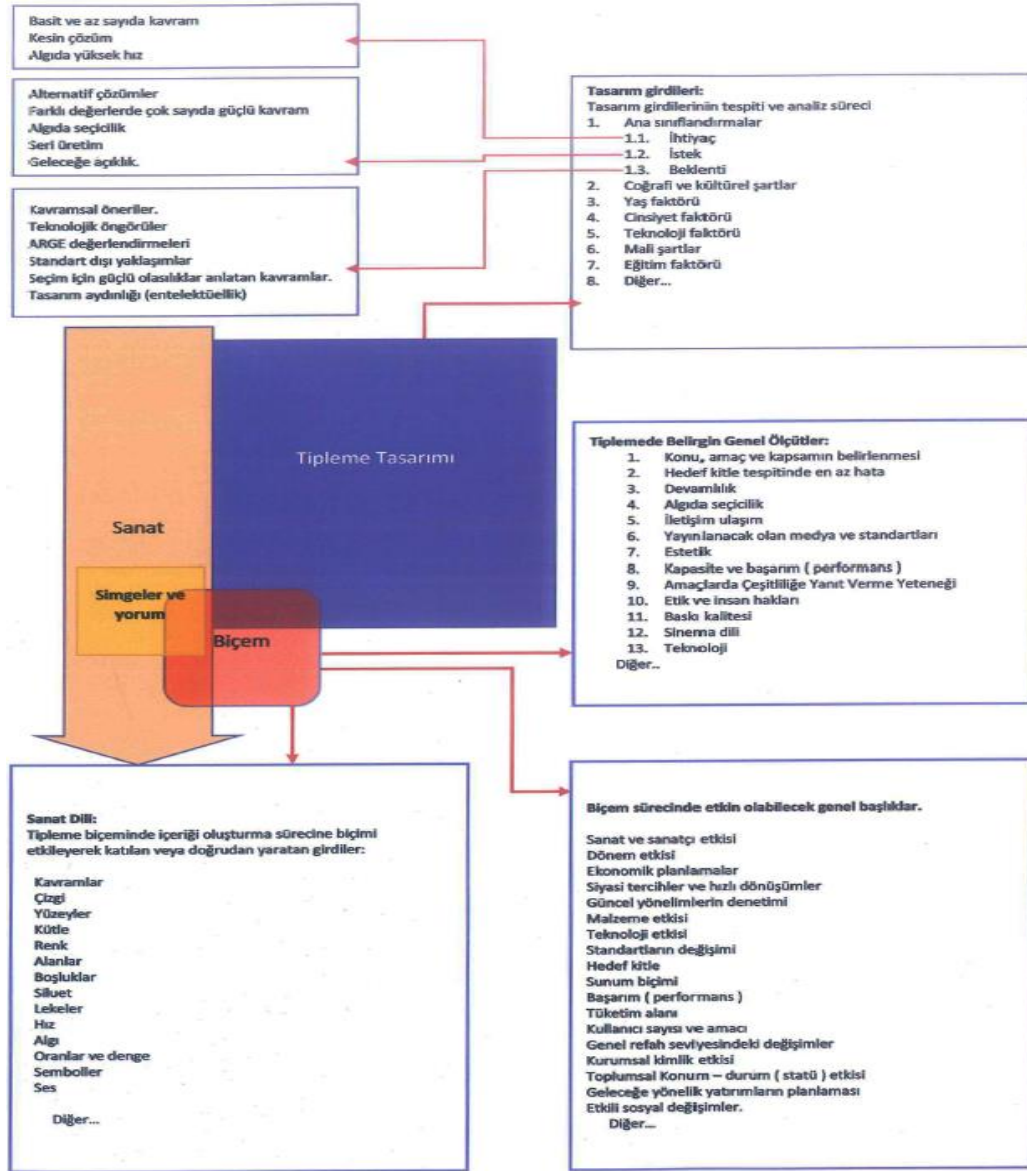 Basit ve az sayıda kavram
Kesin çözüm
Algıda yüksek hız
Alternatif çözümler
Farklı değerlerde çok sayıda güçlü kavram
Algıda seçicilik
Seri üretim
Geleceğe açıklık.
Kavramsal öneriler.
Teknolojik öngörüler
ARGE değerlendirmeleri
Standart dışı yaklaşımlar
Seçim için güçlü olasılıklar anlatan kavramlar.
Tasarım aydınlığı (entelektüellik)
Tasarım girdileri:
Tasarım girdilerinin tespiti ve analiz süreci
1. Ana sınıflandırmalar
1.1. İhtiyaç
1.2. İstek
1.3. Beklenti
2. Coğrafi ve kültürel şartlar
3. Yaş faktörü
4. Cinsiyet faktörü
5. Teknoloji faktörü
6. Mali şartlar
7. Eğitim faktörü
8. Diğer...
Tipleme Tasarımı
Sanat
Simgeler ve
yorum
Biçem
Tiplemede Belirgin Genel Ölçütler:
1. Konu, amaç ve kapsamın belirlenmesi
2. Hedef kitle tespitinde en az hata
3. Devamlılık
4. Algıda seçicilik
5. İletişim ulaşım
6. Yayınlanacak olan medya ve standartları
7. Estetik
8. Kapasite ve başarım ( performans )
9. Amaçlarda Çeşitliliğe Yanıt Verme Yeteneği
10. Etik ve insan hakları
11. Baskı kalitesi
12. Sinema dili
13. Teknoloji
Diğer..
Sanat Dili:
Tipleme biçeminde içeriği oluşturma sürecine biçimi
etkileyerek katılan veya doğrudan yaratan girdiler:
Kavramlar
Çizgi
Yüzeyler
Kütle
Renk
Alanlar
Boşluklar
Siluet
Lekeler
Hız
Algı
Oranlar ve denge
Semboller
Ses
Diğer...
Biçem sürecinde etkin olabilecek genel başlıklar.
Sanat ve sanatçı etkisi
Dönem etkisi
Ekonomik planlamalar
Siyasi tercihler ve hızlı dönüşümler
Güncel yönelimlerin denetimi
Malzeme etkisi
Teknoloji etkisi
Standartların değişimi
Hedef kitle
Sunum biçimi
Başarım ( performans )
Tüketim alanı
Kullanıcı sayısı ve amacı
Genel refah seviyesindeki değişimler
Kurumsal kimlik etkisi
Toplumsal Konum – durum ( statü ) etkisi
Geleceğe yönelik yatırımların planlaması
Etkili sosyal değişimler.
Diğer...